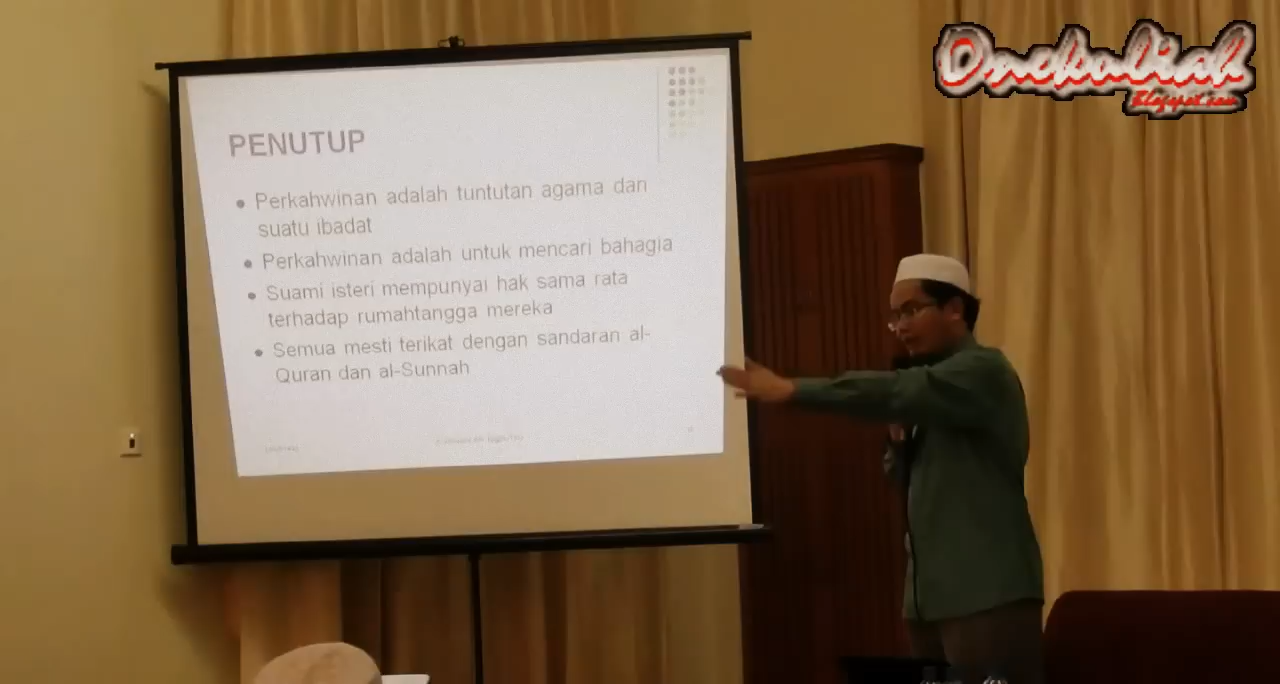 Onekuliah
Blogspot.com
PENUTUP
Perkahwinan adalah tuntutan agama dan
suatu ibadat
Perkahwinan adalah untuk mencari bahagia
Suami isteri mempunyai hak sama rata
terhadap rumahtangga mereka
Semua mesti terikat dengan sandaran al-
Quran dan al-Sunnah